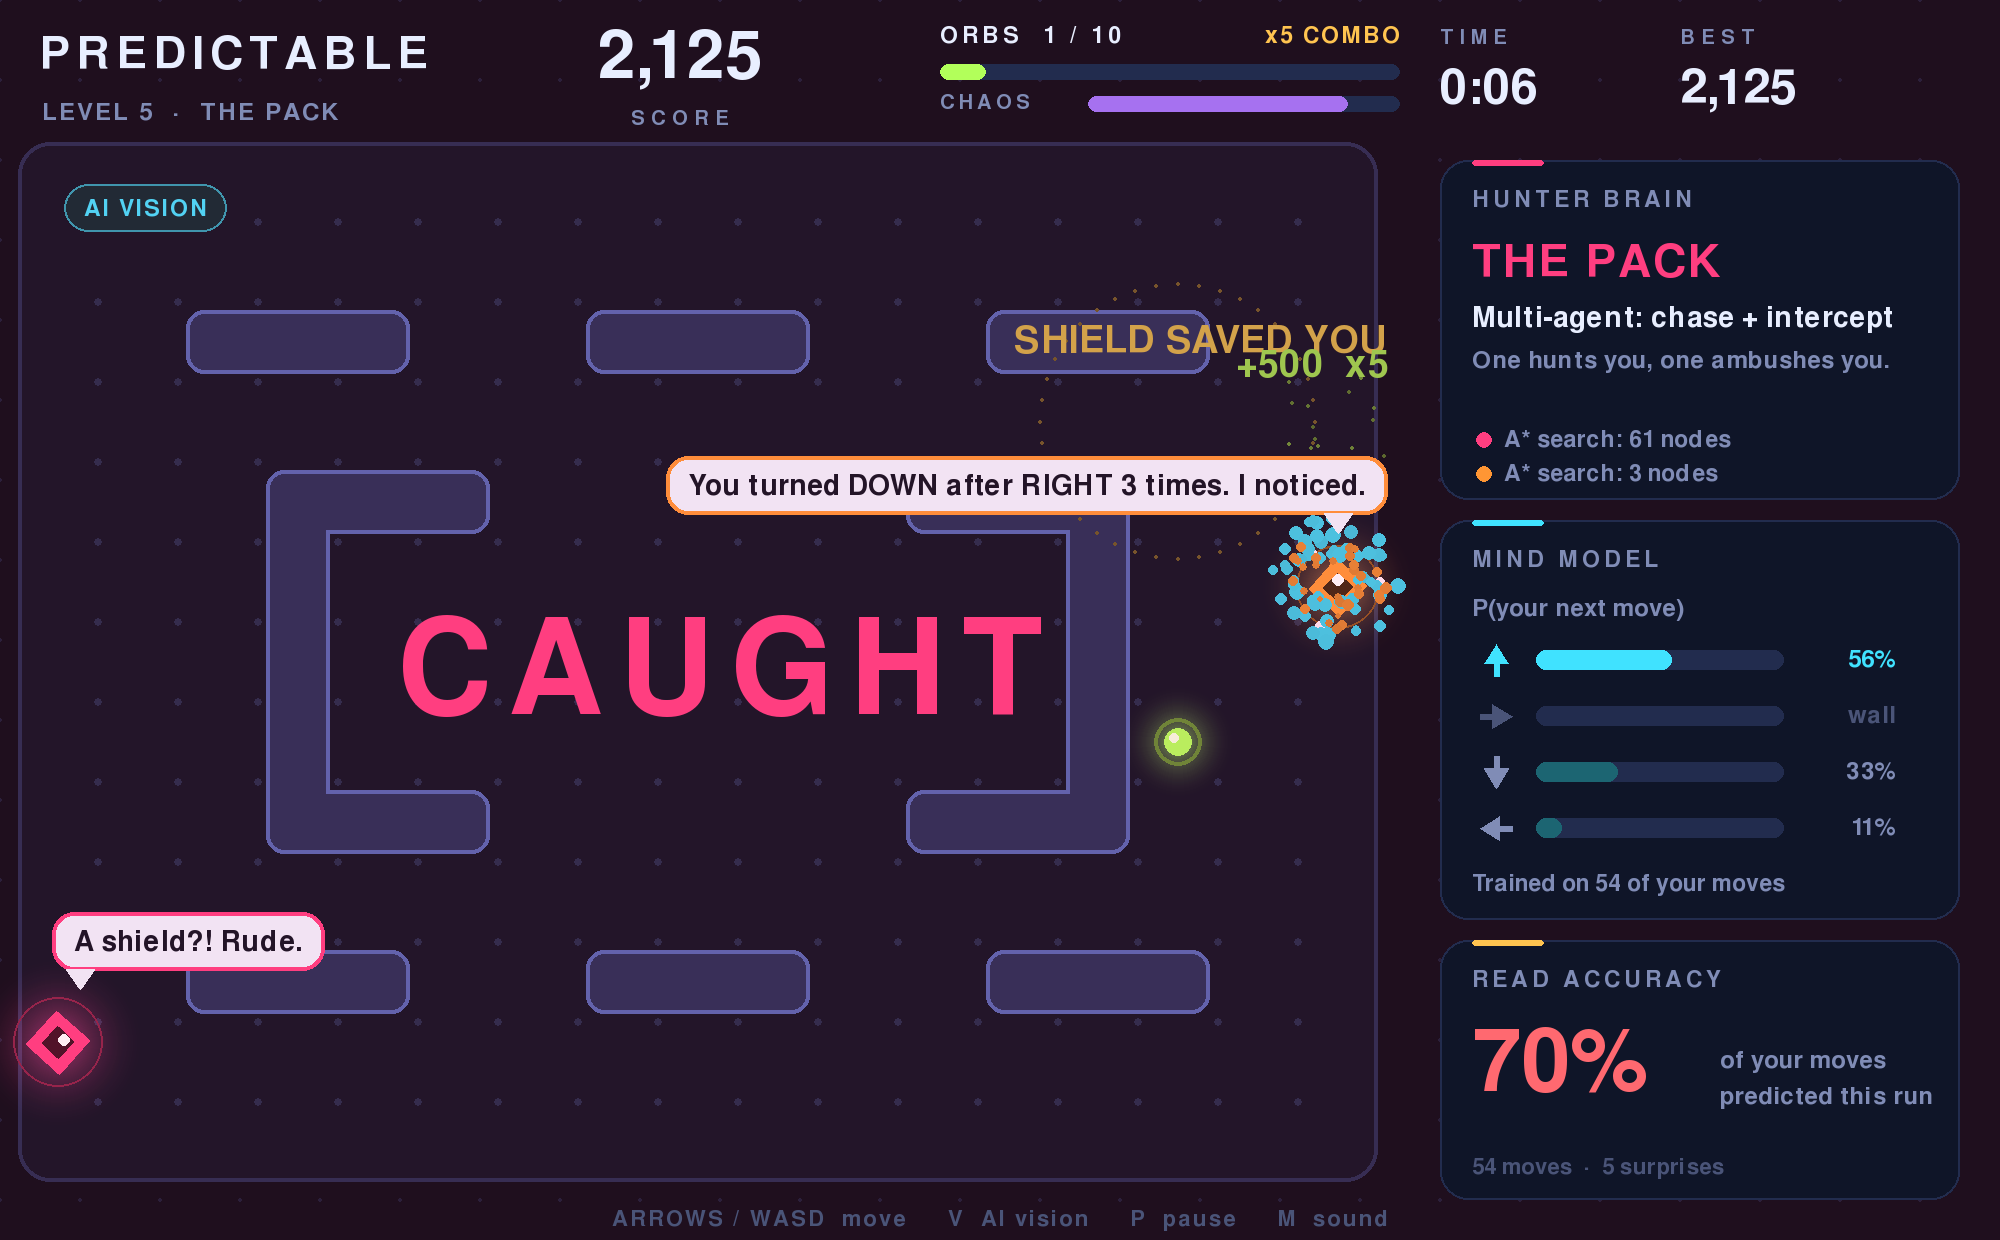 PREDICTABLE
LEVEL 5 · THE PACK
2,125
SCORE
ORBS 1 / 10
x5 COMBO
CHAOS
TIME
0:06
BEST
2,125
AI VISION
SHIELD SAVED YOU
+500 x5
You turned DOWN after RIGHT 3 times. I noticed.
CAUGHT
A shield?! Rude.
HUNTER BRAIN
THE PACK
Multi-agent: chase + intercept
One hunts you, one ambushes you.
A* search: 61 nodes
A* search: 3 nodes
MIND MODEL
P(your next move)
56%
wall
33%
11%
Trained on 54 of your moves
READ ACCURACY
70%
of your moves
predicted this run
54 moves · 5 surprises
ARROWS / WASD move V AI vision P pause M sound